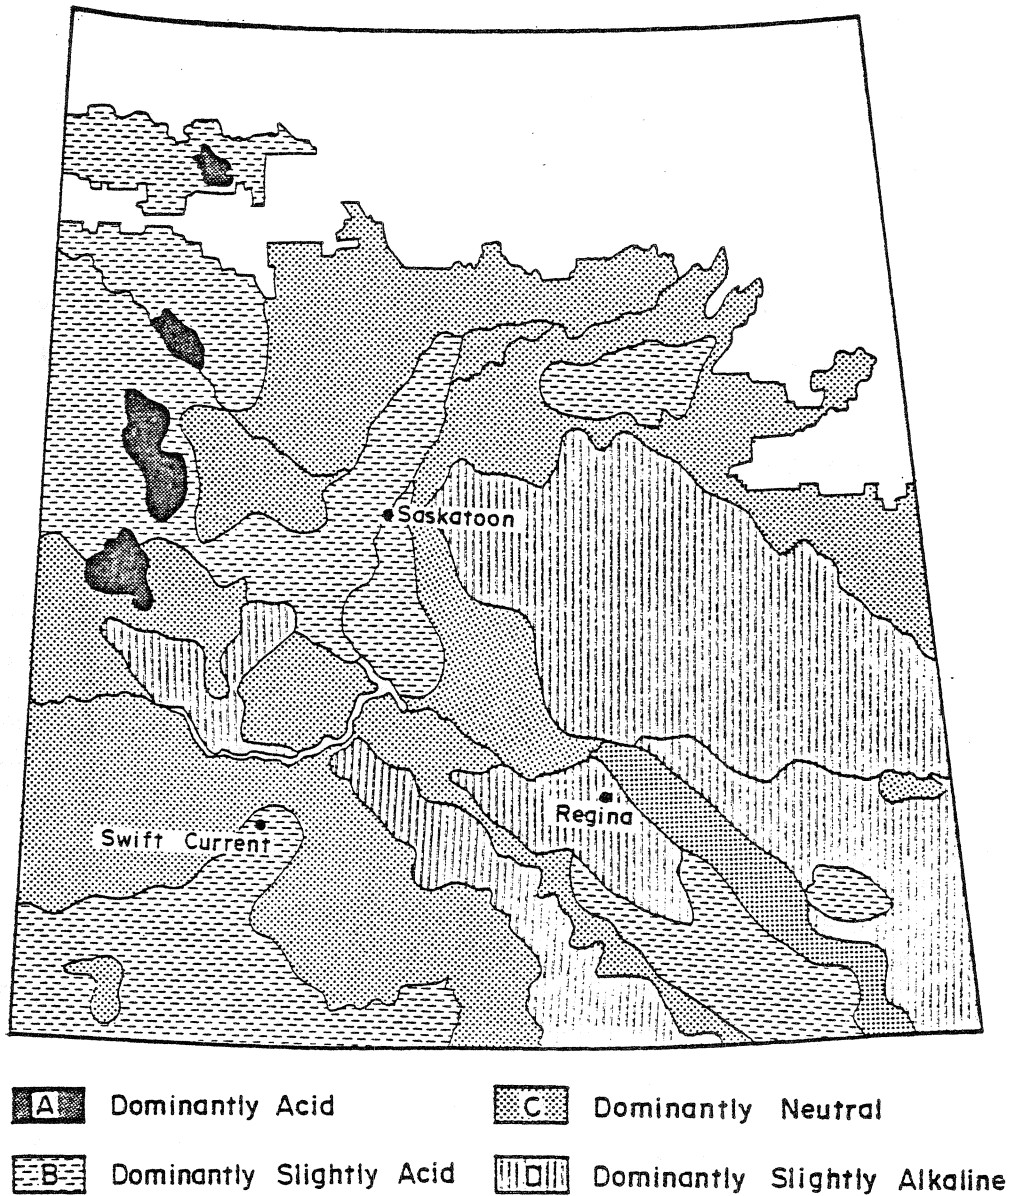 Saskatoon
Regina
Swift Current
A Dominantly Acid
C Dominantly Neutral
B Dominantly Slightly Acid
D Dominantly Slightly Alkaline